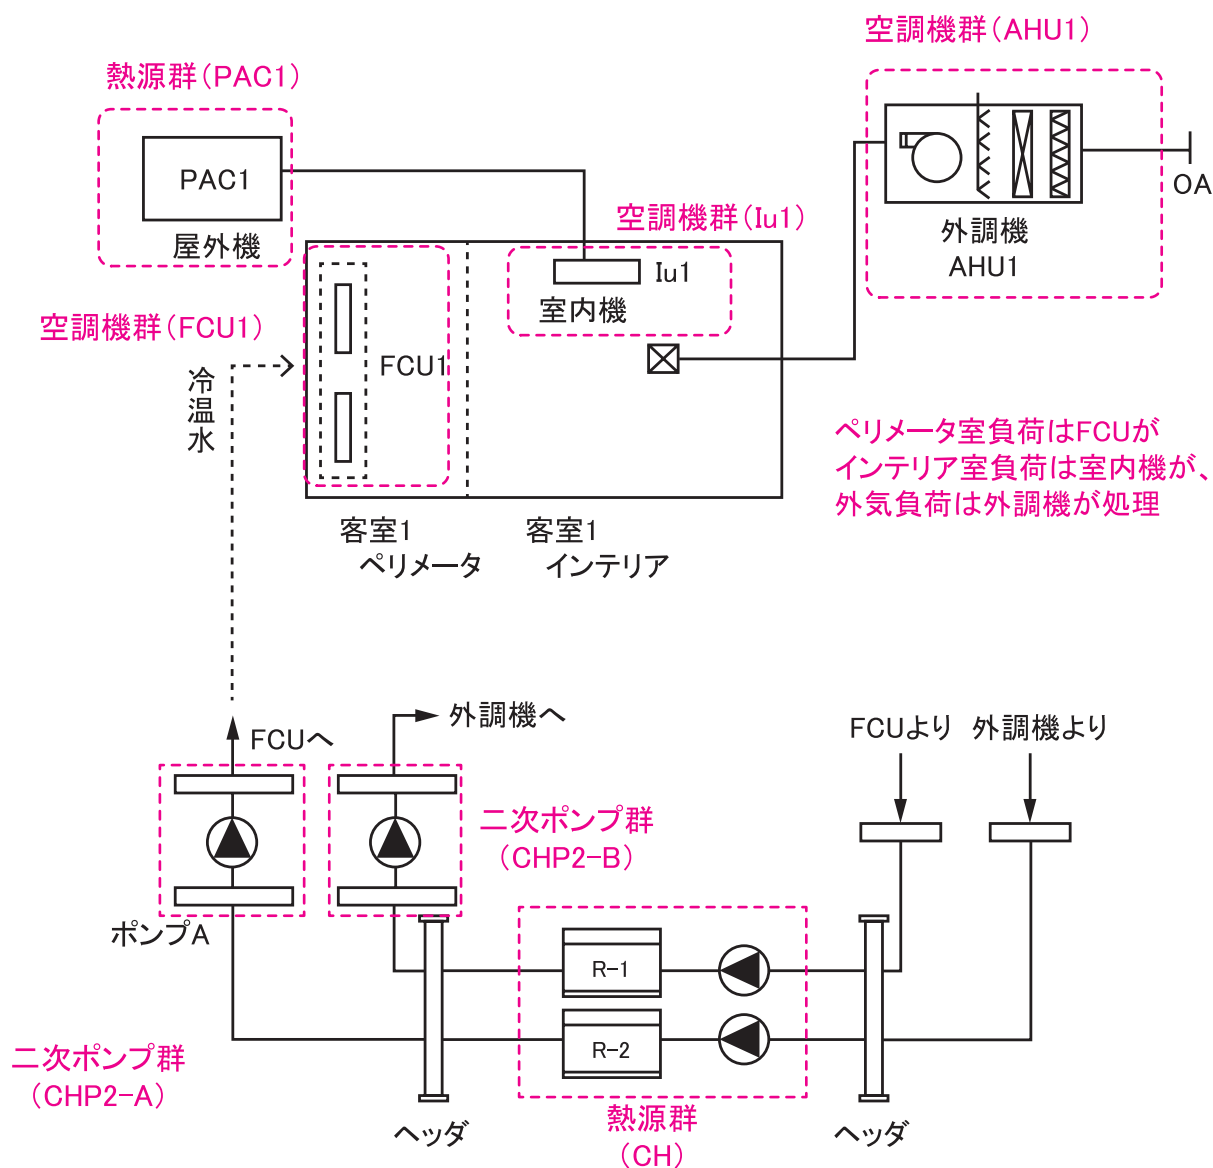 空調機群(AHU1)
熱源群(PAC1)
PAC1
屋外機
OA
外調機
AHU1
空調機群(Iu1)
Iu1
室内機
空調機群(FCU1)
FCU1
冷温水
ペリメータ室負荷はFCUが
インテリア室負荷は室内機が、
外気負荷は外調機が処理
客室1
ペリメータ
客室1
インテリア
FCUへ
外調機へ
FCUより
外調機より
二次ポンプ群
(CHP2-B)
ポンプA
R-1
R-2
二次ポンプ群
(CHP2-A)
ヘッダ
熱源群
(CH)
ヘッダ